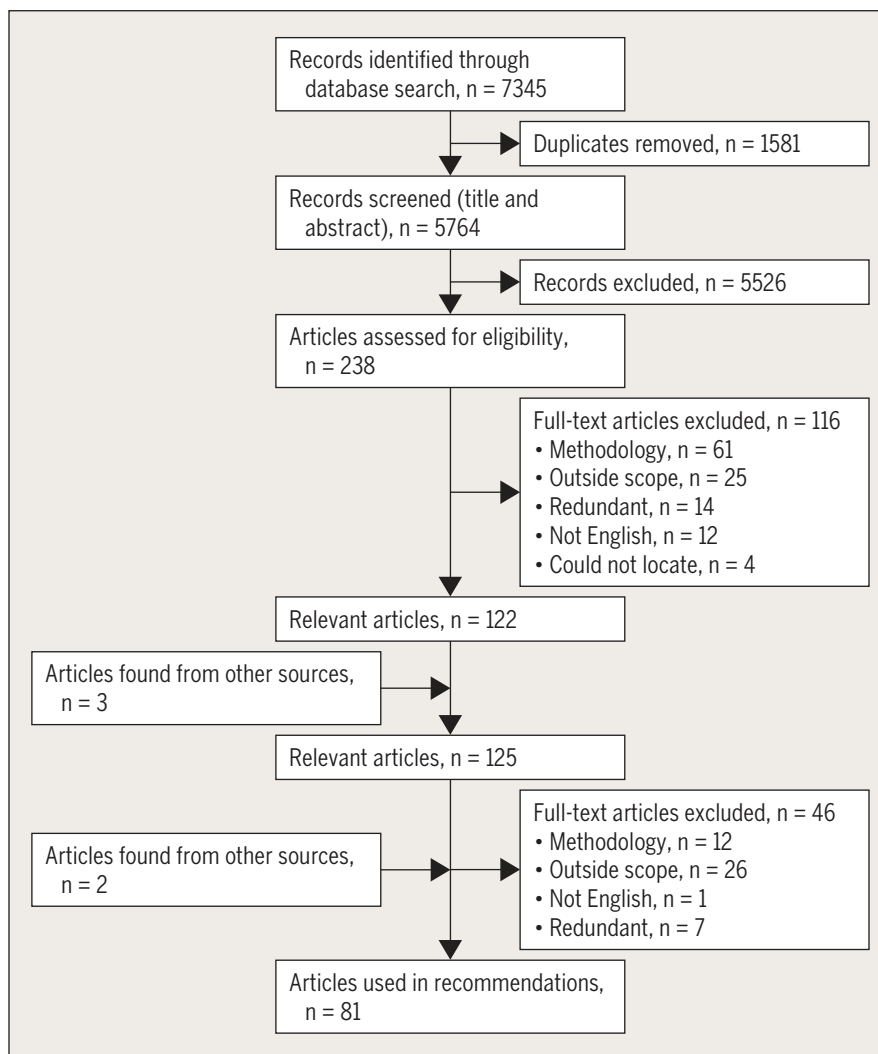 Records identified through
database search, n = 7345
Duplicates removed, n = 1581
Records screened (title and
abstract), n = 5764
Records excluded, n = 5526
Articles assessed for eligibility,
n = 238
Full-text articles excluded, n = 116
• Methodology, n = 61
• Outside scope, n = 25
• Redundant, n = 14
• Not English, n = 12
• Could not locate, n = 4
Relevant articles, n = 122
Articles found from other sources,
n = 3
Relevant articles, n = 125
Articles found from other sources,
n = 2
Full-text articles excluded, n = 46
• Methodology, n = 12
• Outside scope, n = 26
• Not English, n = 1
• Redundant, n = 7
Articles used in recommendations,
n = 81